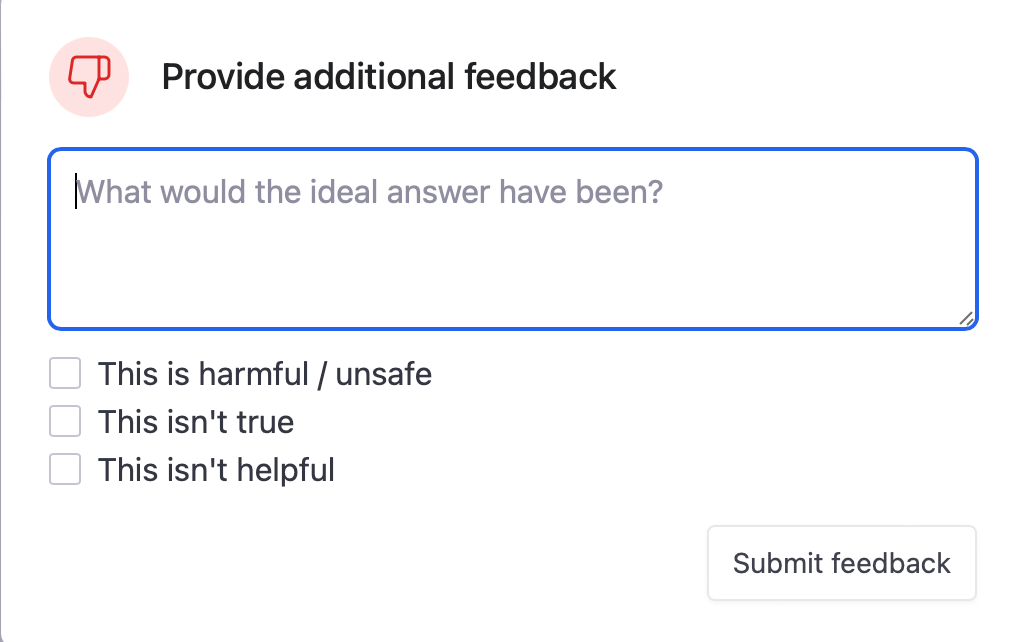 Provide additional feedback
What would the ideal answer have been?
This is harmful / unsafe
This isn't true
This isn't helpful
Submit feedback